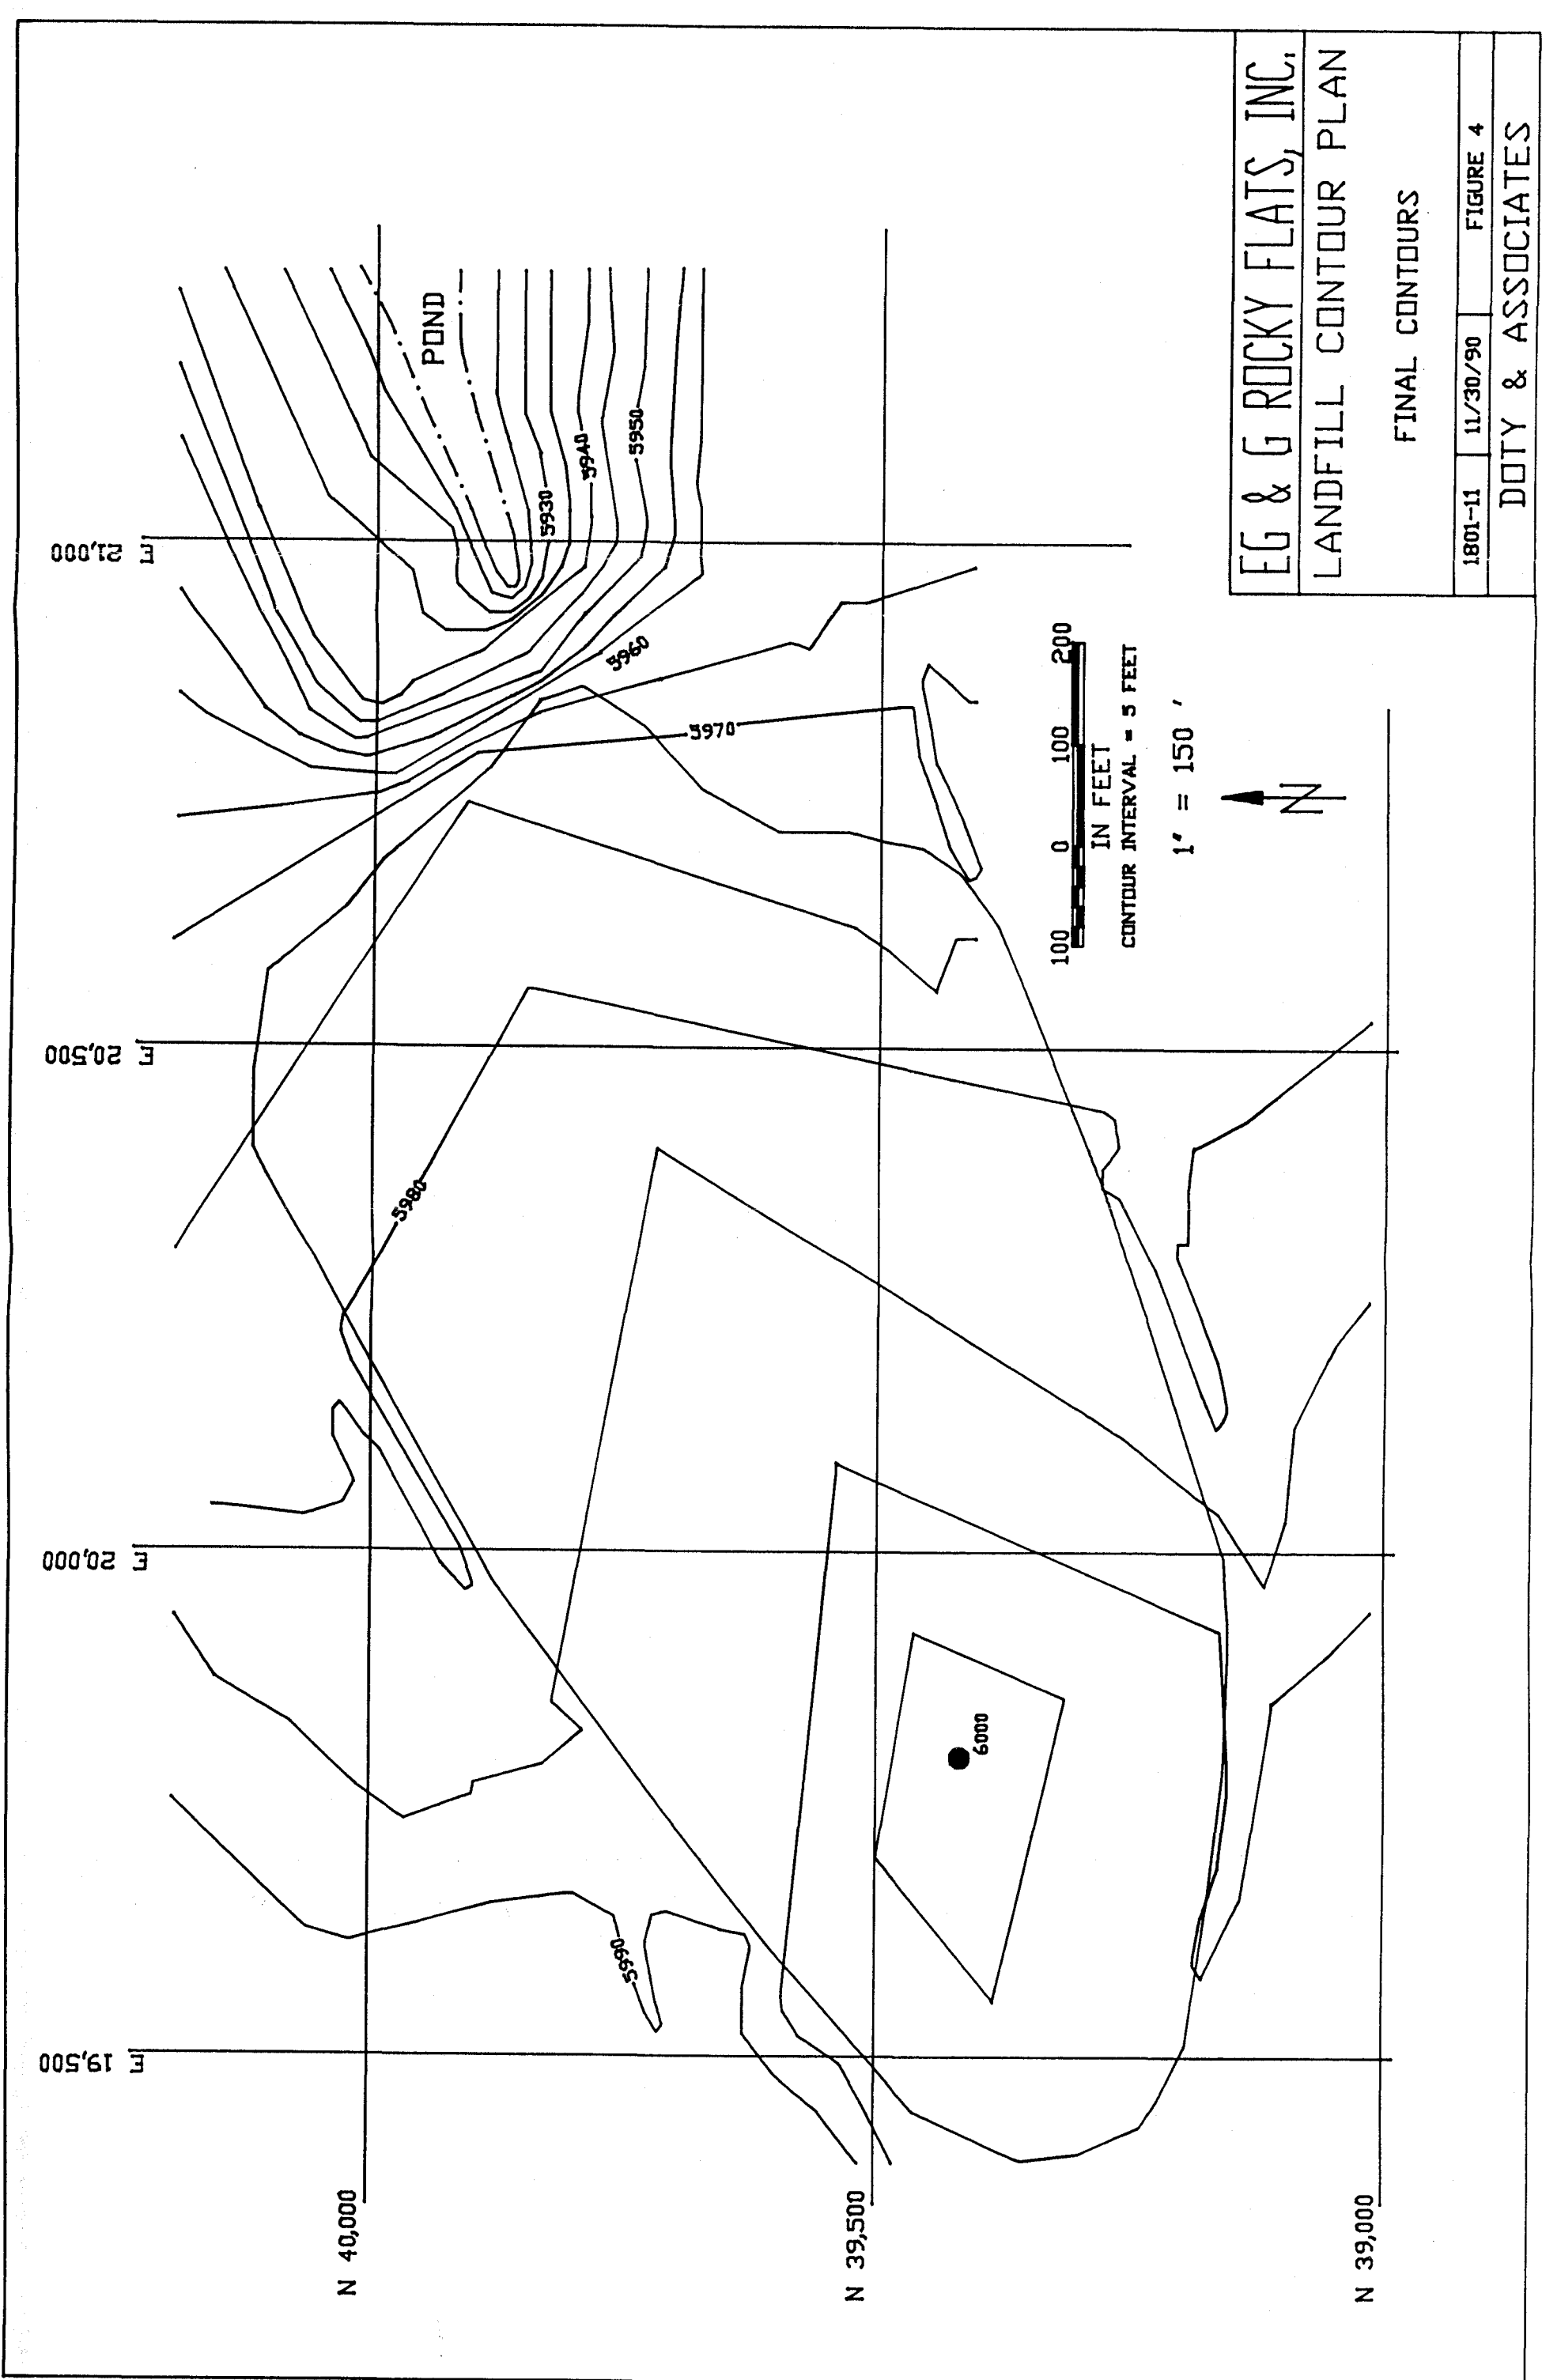 E 19,500
E 20,000
E 20,500
E 21,000
N 40,000
N 39,500
N 39,000
POND
5930
5940
5950
5960
5970
5980
5990
6000
100 0 100 200
IN FEET
CONTOUR INTERVAL = 5 FEET
1" = 150 '
N
EG & G ROCKY FLATS, INC.
LANDFILL CONTOUR PLAN
FINAL CONTOURS
1801-11 11/30/90 FIGURE 4
DOTY & ASSOCIATES